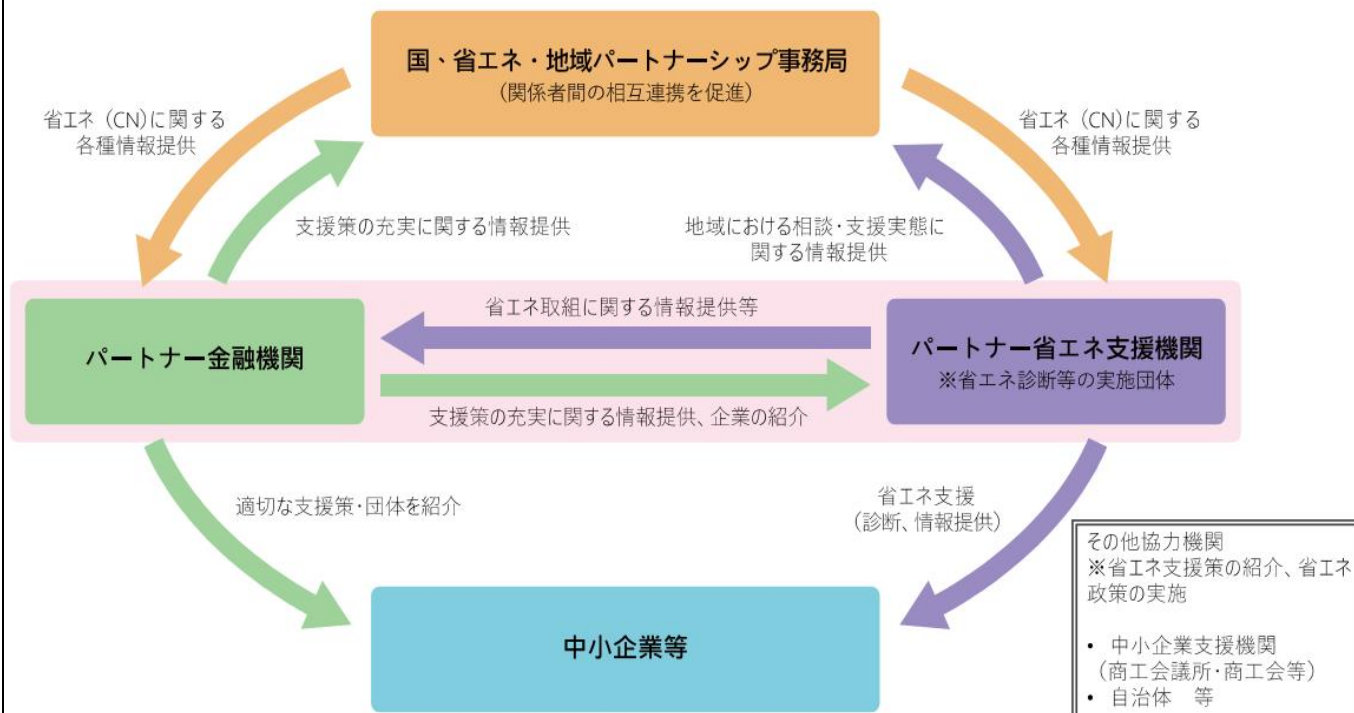 国、省エネ・地域パートナーシップ事務局
(関係者間の相互連携を促進)
省エネ (CN)に関する
各種情報提供
省エネ (CN)に関する
各種情報提供
支援策の充実に関する情報提供
地域における相談・支援実態に
関する情報提供
省エネ取組に関する情報提供等
パートナー金融機関
パートナー省エネ支援機関
※省エネ診断等の実施団体
支援策の充実に関する情報提供、企業の紹介
適切な支援策・団体を紹介
省エネ支援
(診断、情報提供)
その他協力機関
※省エネ支援策の紹介、省エネ
政策の実施
• 中小企業支援機関
(商工会議所・商工会等)
• 自治体 等
中小企業等